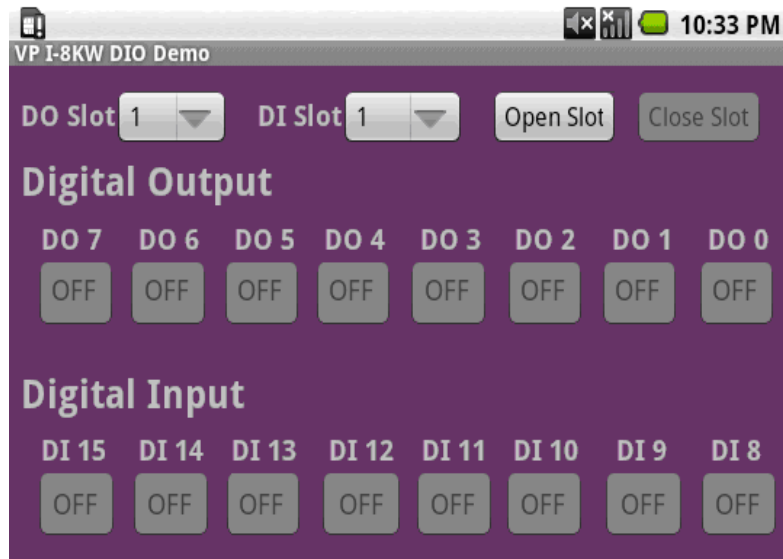 10:33 PM
VP I-8KW DIO Demo
DO Slot 1 DI Slot 1 Open Slot Close Slot
Digital Output
DO 7 DO 6 DO 5 DO 4 DO 3 DO 2 DO 1 DO 0
OFF OFF OFF OFF OFF OFF OFF OFF
Digital Input
DI 15 DI 14 DI 13 DI 12 DI 11 DI 10 DI 9 DI 8
OFF OFF OFF OFF OFF OFF OFF OFF